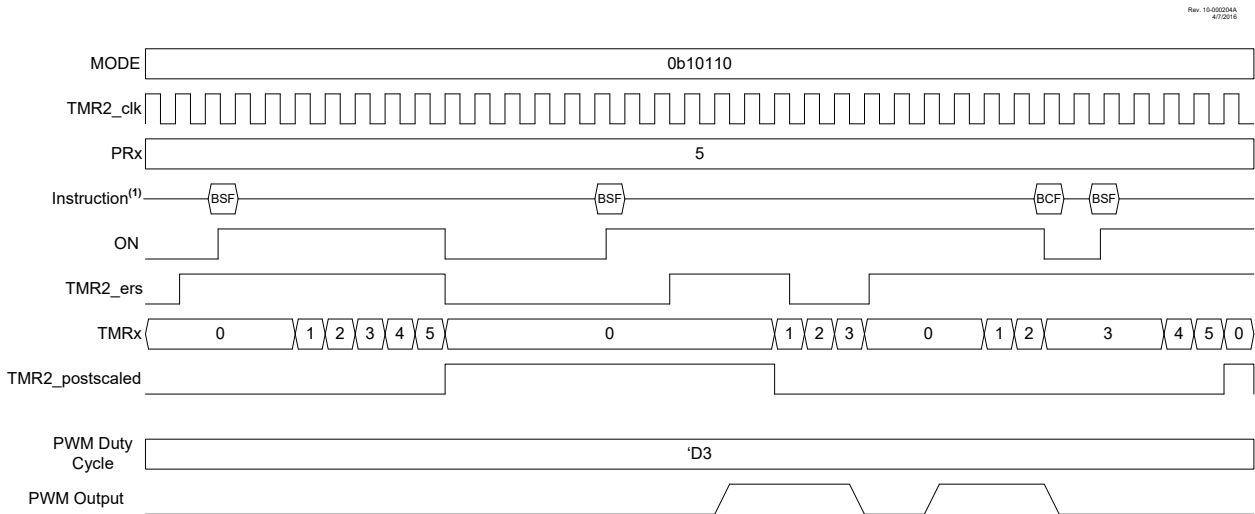 Rev. 10-000204A
4/7/2016
MODE 0b10110
TMR2_clk
PRx 5
Instruction(1) BSF BSF BCF BSF
ON
TMR2_ers
TMRx 0 1 2 3 4 5 0 1 2 3 0 1 2 3 4 5 0
TMR2_postscaled
PWM Duty
Cycle
‘D3
PWM Output